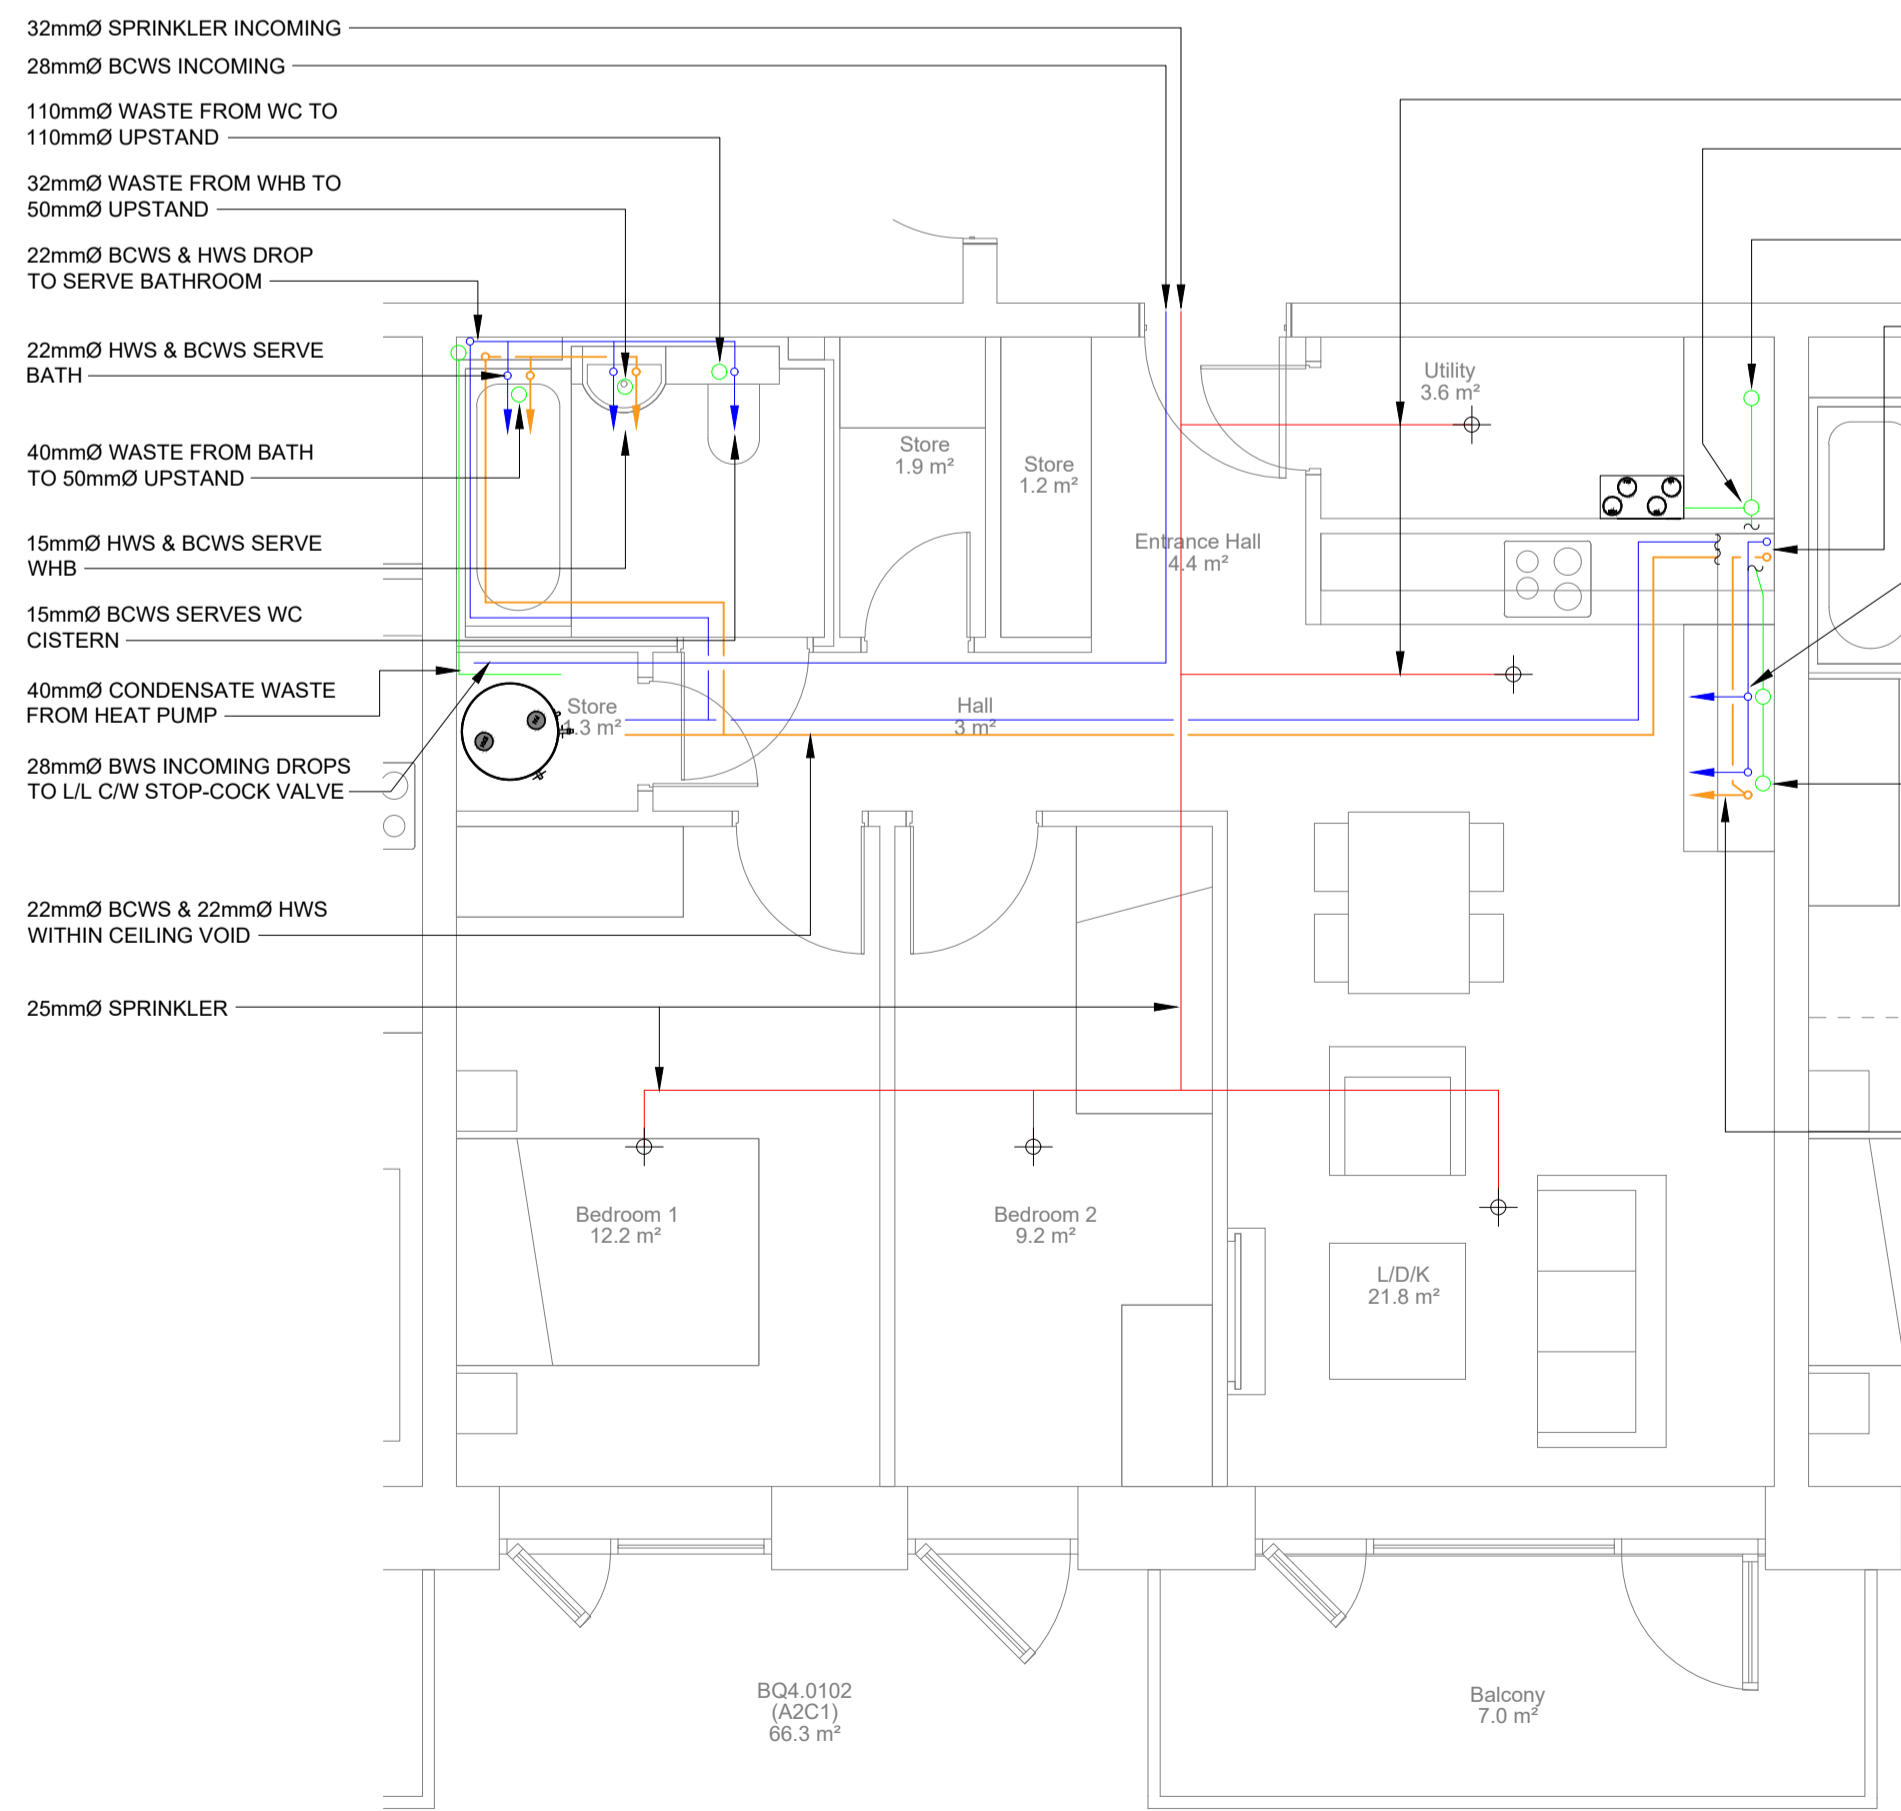 32mmØ SPRINKLER INCOMING
28mmØ BCWS INCOMING
110mmØ WASTE FROM WC TO
110mmØ UPSTAND
32mmØ WASTE FROM WHB TO
50mmØ UPSTAND
22mmØ BCWS & HWS DROP
TO SERVE BATHROOM
22mmØ HWS & BCWS SERVE
BATH
40mmØ WASTE FROM BATH
TO 50mmØ UPSTAND
15mmØ HWS & BCWS SERVE
WHB
15mmØ BCWS SERVES WC
CISTERN
40mmØ CONDENSATE WASTE
FROM HEAT PUMP
28mmØ BWS INCOMING DROPS
TO L/L C/W STOP-COCK VALVE
22mmØ BCWS & 22mmØ HWS
WITHIN CEILING VOID
25mmØ SPRINKLER
Utility
3.6 m²
Store
1.9 m²
Store
1.2 m²
Entrance Hall
4.4 m²
Store
1.3 m²
Hall
3 m²
Bedroom 1
12.2 m²
Bedroom 2
9.2 m²
L/D/K
21.8 m²
BQ4.0102
(A2C1)
66.3 m²
Balcony
7.0 m²